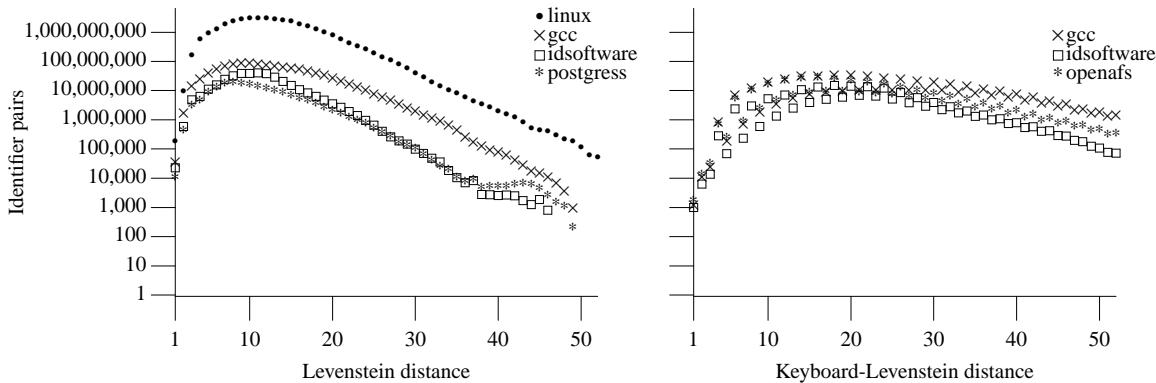 linux
gcc
idsoftware
postgress
1,000,000,000
100,000,000
10,000,000
1,000,000
100,000
10,000
1,000
100
10
1
Identifier pairs
1 10 20 30 40 50
Levenstein distance
gcc
idsoftware
openafs
1 10 20 30 40 50
Keyboard-Levenstein distance